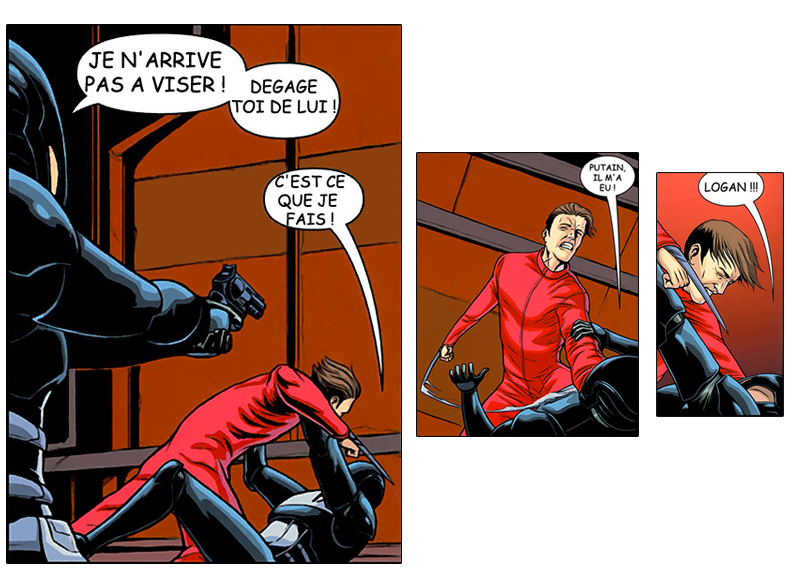 JE N'ARRIVE
PAS A VISER !
DEGAGE
TOI DE LUI !
C'EST CE
QUE JE
FAIS !
PUTAIN,
IL M'A
EU !
LOGAN !!!